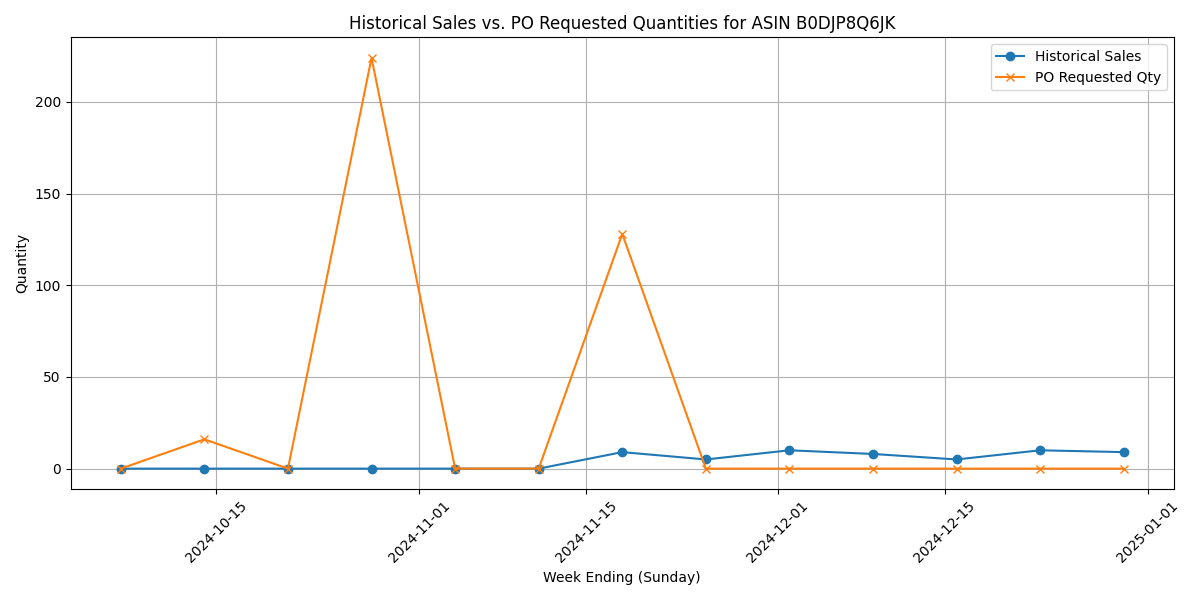 Historical Sales vs. PO Requested Quantities for ASIN B0DJP8Q6JK
Historical Sales
PO Requested Qty
200
150
100
50
0
Quantity
2024-10-15
2024-11-01
2024-11-15
2024-12-01
2024-12-15
2025-01-01
Week Ending (Sunday)